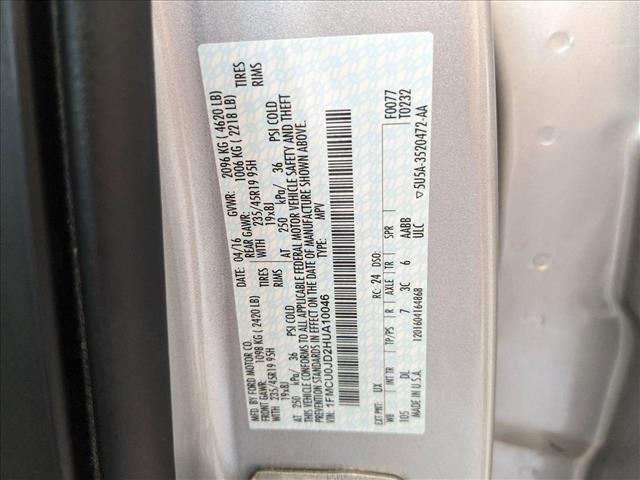 MFD. BY FORD MOTOR CO.
DATE: 04/16 GVWR: 2096 KG ( 4620 LB)
FRONT GAWR: 1098 KG ( 2420 LB) REAR GAWR: 1006 KG ( 2218 LB)
WITH 235/45R19 95H TIRES WITH 235/45R19 95H TIRES
19x8J RIMS 19x8J RIMS
AT 250 kPa/ 36 PSI COLD AT 250 kPa/ 36 PSI COLD
THIS VEHICLE CONFORMS TO ALL APPLICABLE FEDERAL MOTOR VEHICLE SAFETY AND THEFT
PREVENTION STANDARDS IN EFFECT ON THE DATE OF MANUFACTURE SHOWN ABOVE.
VIN: 1FMCU0JD2HUA10046 TYPE: MPV
EXT PNT: UX RC: 24 DSO: F0077
T0232
WB INT TR TP/PS R AXLE TR SPR
105 DL 7 3C 6 AABB
ULC
MADE IN U.S.A. 1201604164868 ▽5U5A-3520472-AA